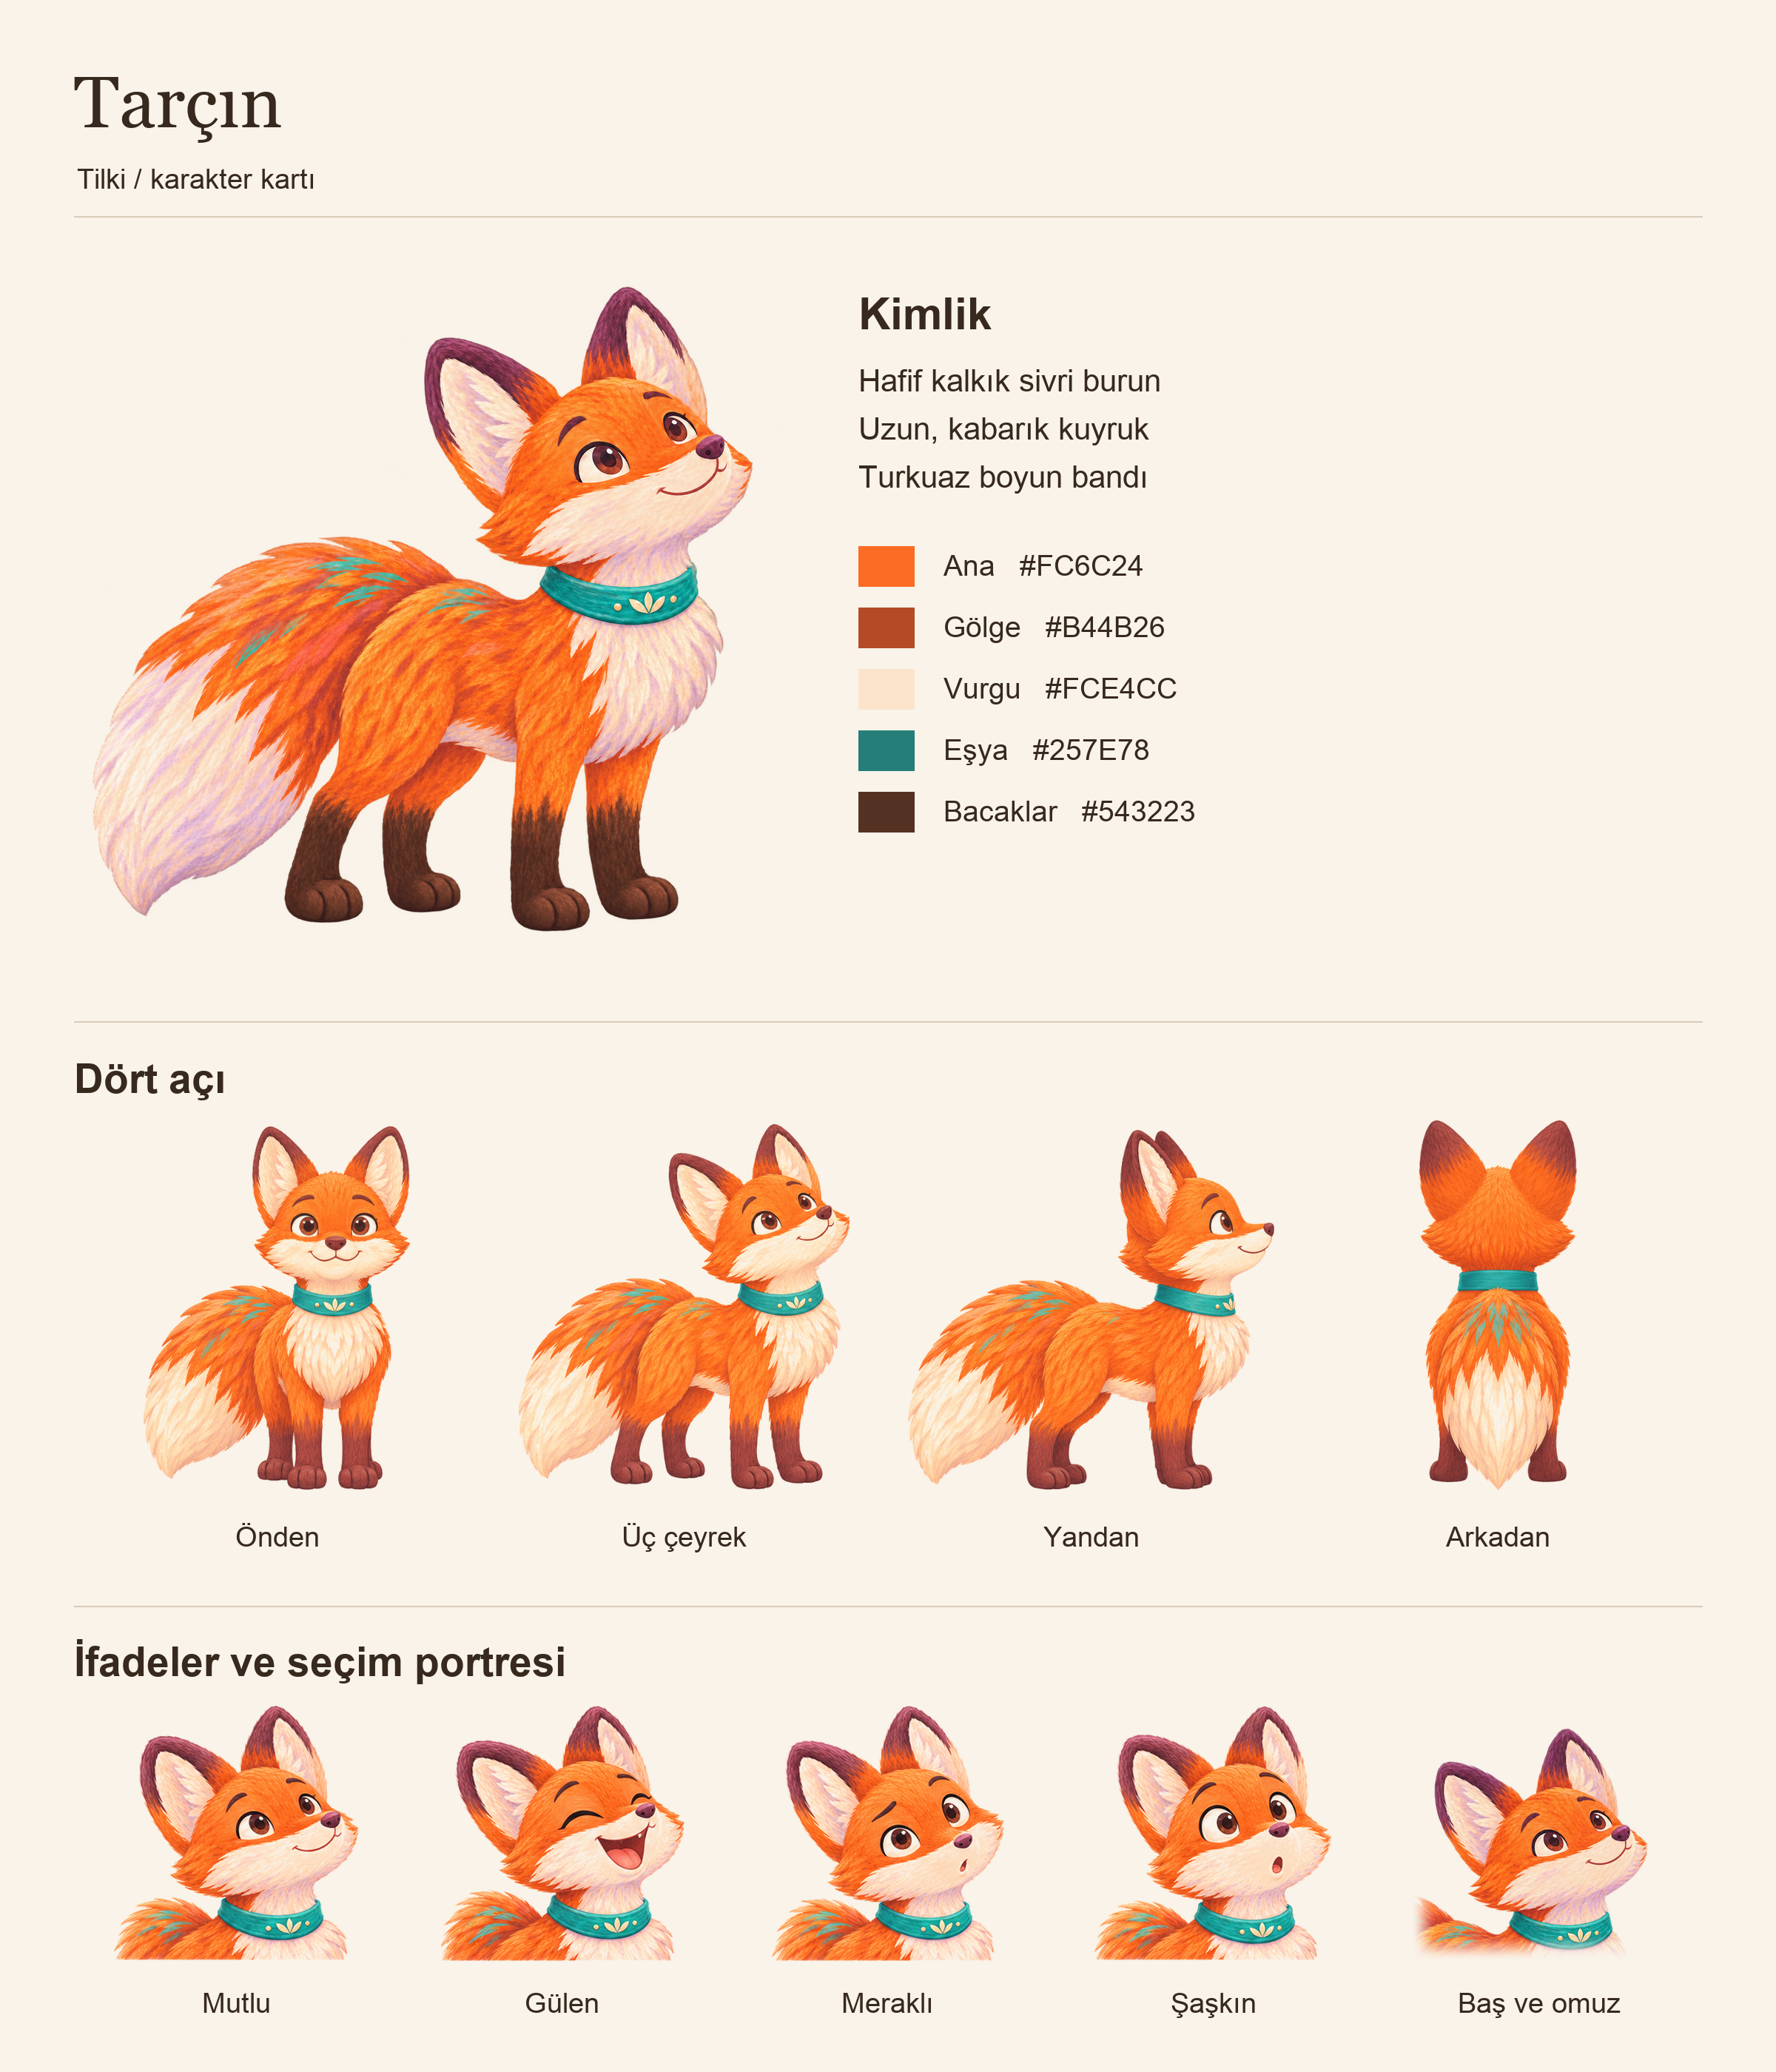 Tarçın
Tilki / karakter kartı
Kimlik
Hafif kalkık sivri burun
Uzun, kabarık kuyruk
Turkuaz boyun bandı
Ana #FC6C24
Gölge #B44B26
Vurgu #FCE4CC
Eşya #257E78
Bacaklar #543223
Dört açı
Önden
Üç çeyrek
Yandan
Arkadan
İfadeler ve seçim portresi
Mutlu
Gülen
Meraklı
Şaşkın
Baş ve omuz